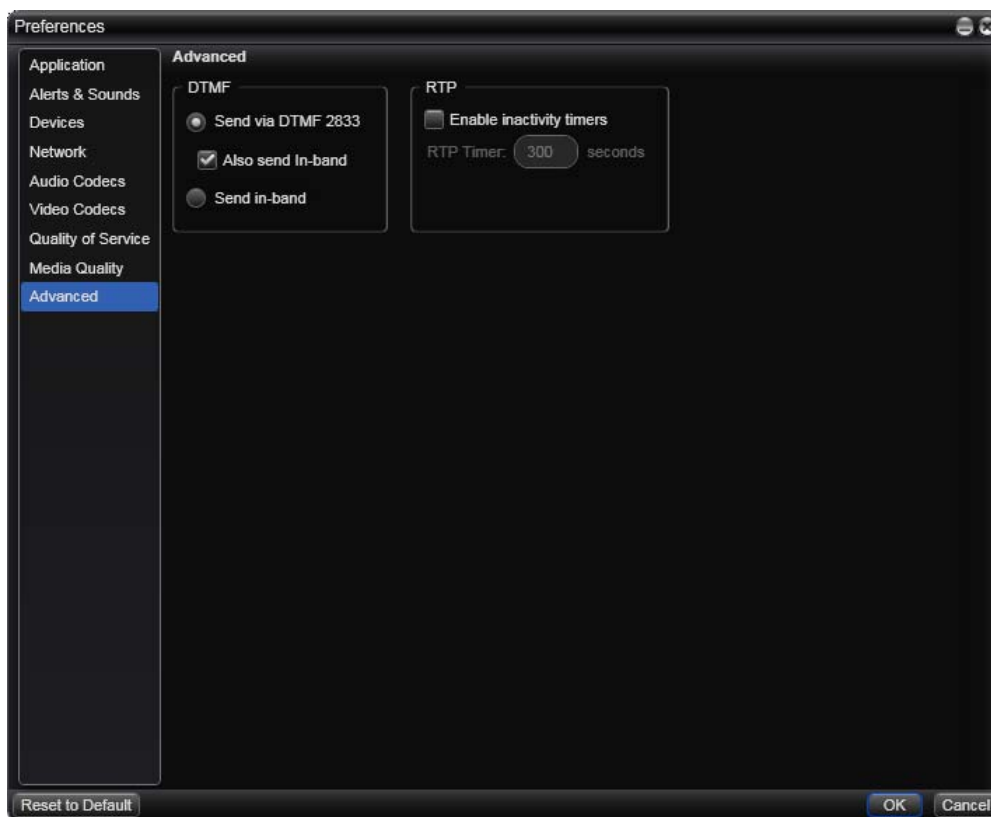 Preferences
Application
Alerts & Sounds
Devices
Network
Audio Codecs
Video Codecs
Quality of Service
Media Quality
Advanced
Advanced
DTMF
Send via DTMF 2833
Also send In-band
Send in-band
RTP
Enable inactivity timers
RTP Timer: 300 seconds
Reset to Default
OK
Cancel